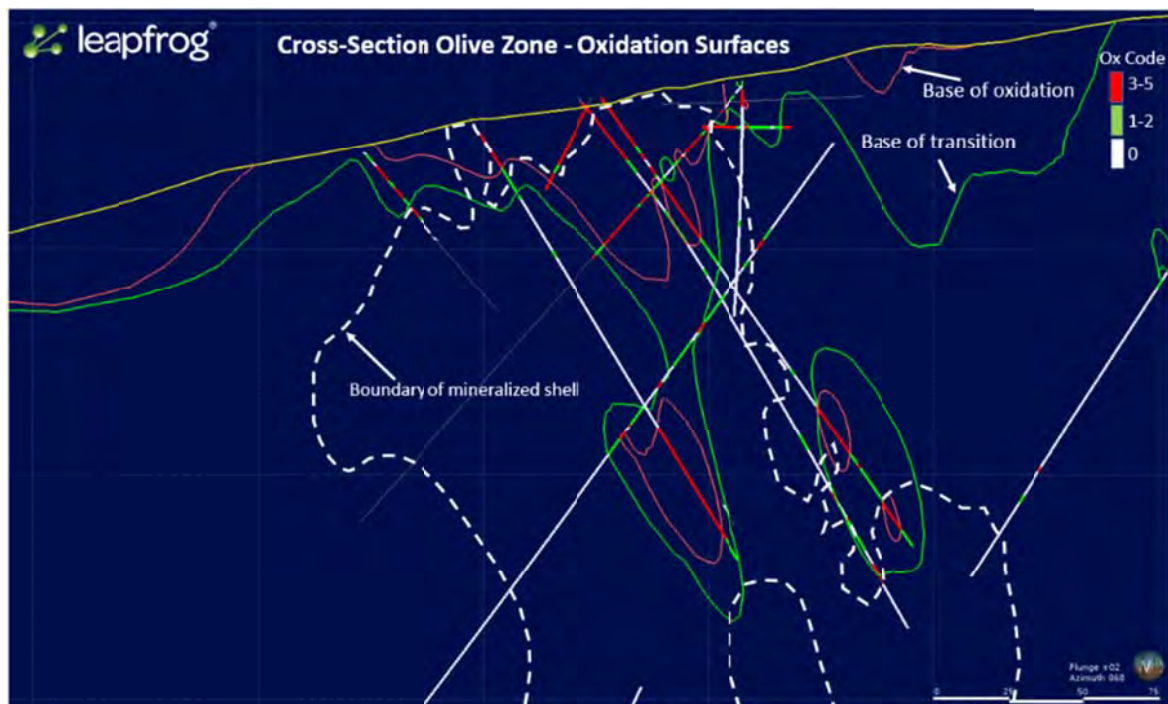 leapfrog®
Cross-Section Olive Zone - Oxidation Surfaces
Ox Code
3-5
1-2
0
Base of oxidation
Base of transition
Boundary of mineralized shell
Plunge +02
Azimuth 068
0 25 50 75